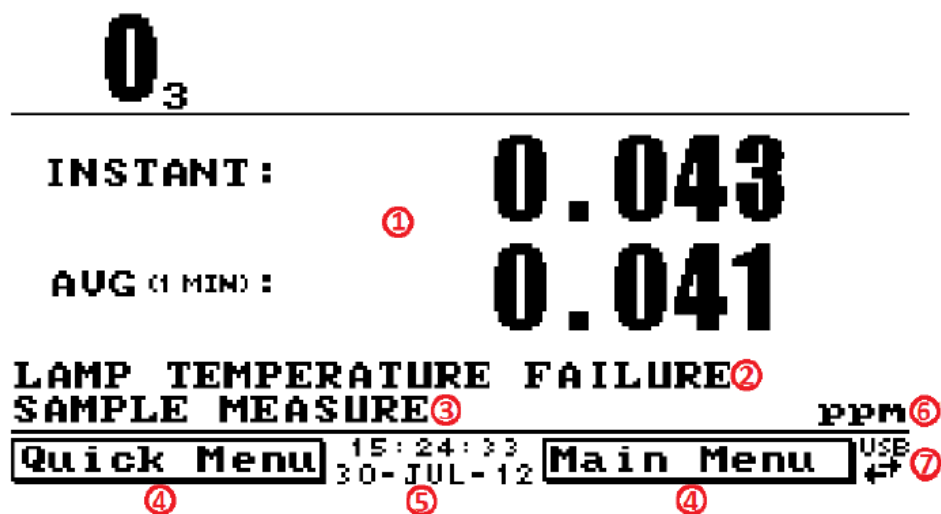 O₃
INSTANT: 0.043
①
AVG (1 MIN): 0.041
LAMP TEMPERATURE FAILURE②
SAMPLE MEASURE③ ppm⑥
Quick Menu 15:24:33 Main Menu USB
30-JUL-12 ⑦
④ ⑤ ④